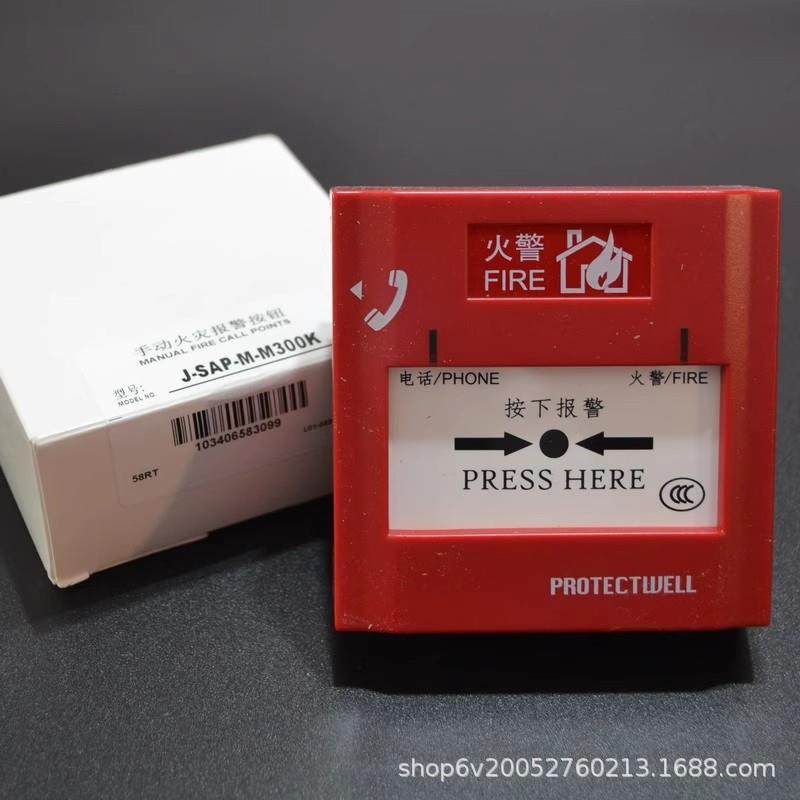 手动火灾报警按钮
MANUAL FIRE CALL POINTS
型号:
MODEL NO.
J-SAP-M-M300K
103406583099
58RT
火警
FIRE
电话/PHONE
火警/FIRE
按下报警
PRESS HERE
CCC
PROTECTWELL
shop6v20052760213.1688.com